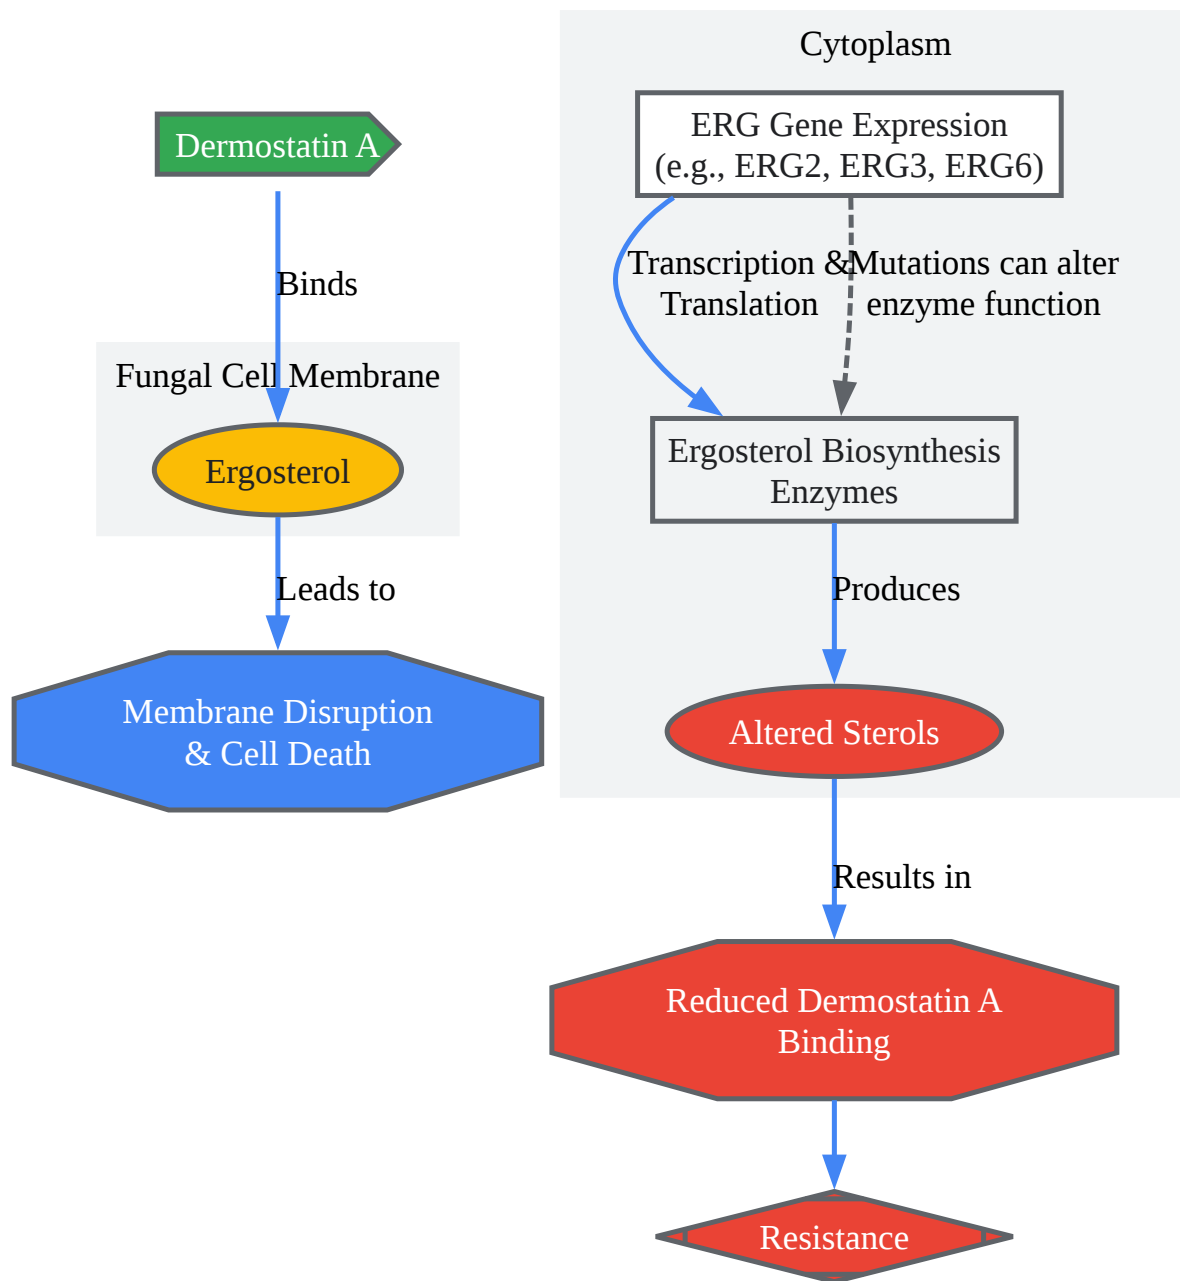 Cytoplasm
Dermostatin A
ERG Gene Expression
(e.g., ERG2, ERG3, ERG6)
Binds
Transcription &
Translation
Mutations can alter
enzyme function
Fungal Cell Membrane
Ergosterol
Ergosterol Biosynthesis
Enzymes
Leads to
Produces
Membrane Disruption
& Cell Death
Altered Sterols
Results in
Reduced Dermostatin A
Binding
Resistance